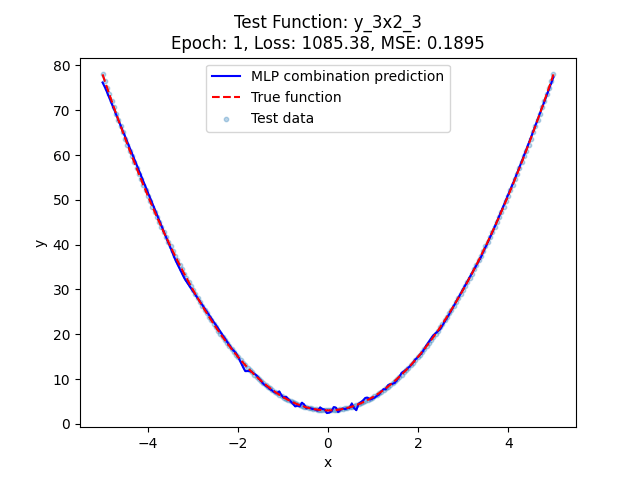 Test Function: y_3x2_3
Epoch: 1, Loss: 1085.38, MSE: 0.1895
MLP combination prediction
True function
Test data
80
70
60
50
40
30
20
10
0
y
−4
−2
0
2
4
x